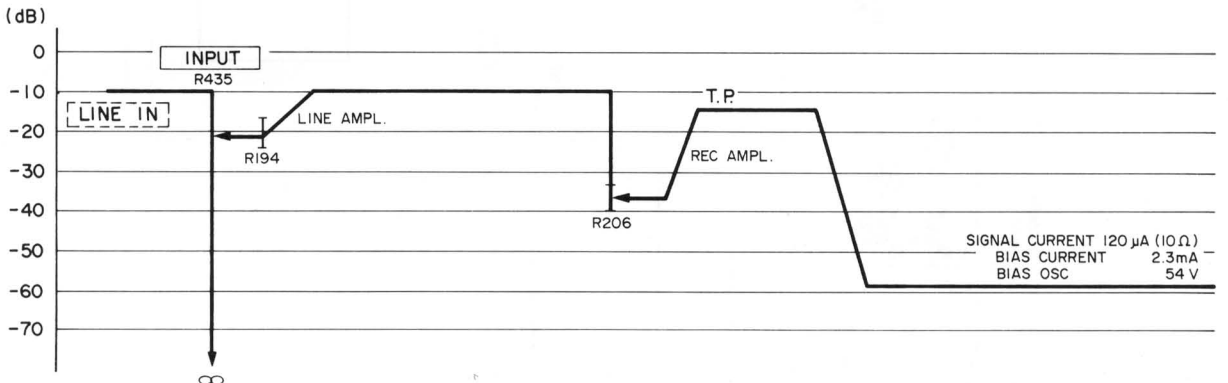 (dB)
0
INPUT
R435
-10
LINE IN
T.P.
-20
LINE AMPL.
R194
-30
REC AMPL.
-40
R206
-50
SIGNAL CURRENT 120 μA (10Ω)
BIAS CURRENT 2.3mA
BIAS OSC 54 V
-60
-70
∞